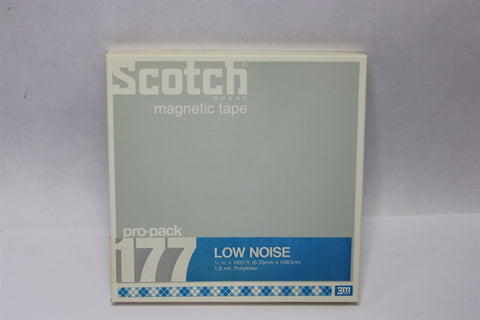 Scotch®
BRAND
magnetic tape
pro-pack
177
LOW NOISE
¼ in. x 1800 ft (6.35mm x 548.6m)
1.0 mil Polyester
3M